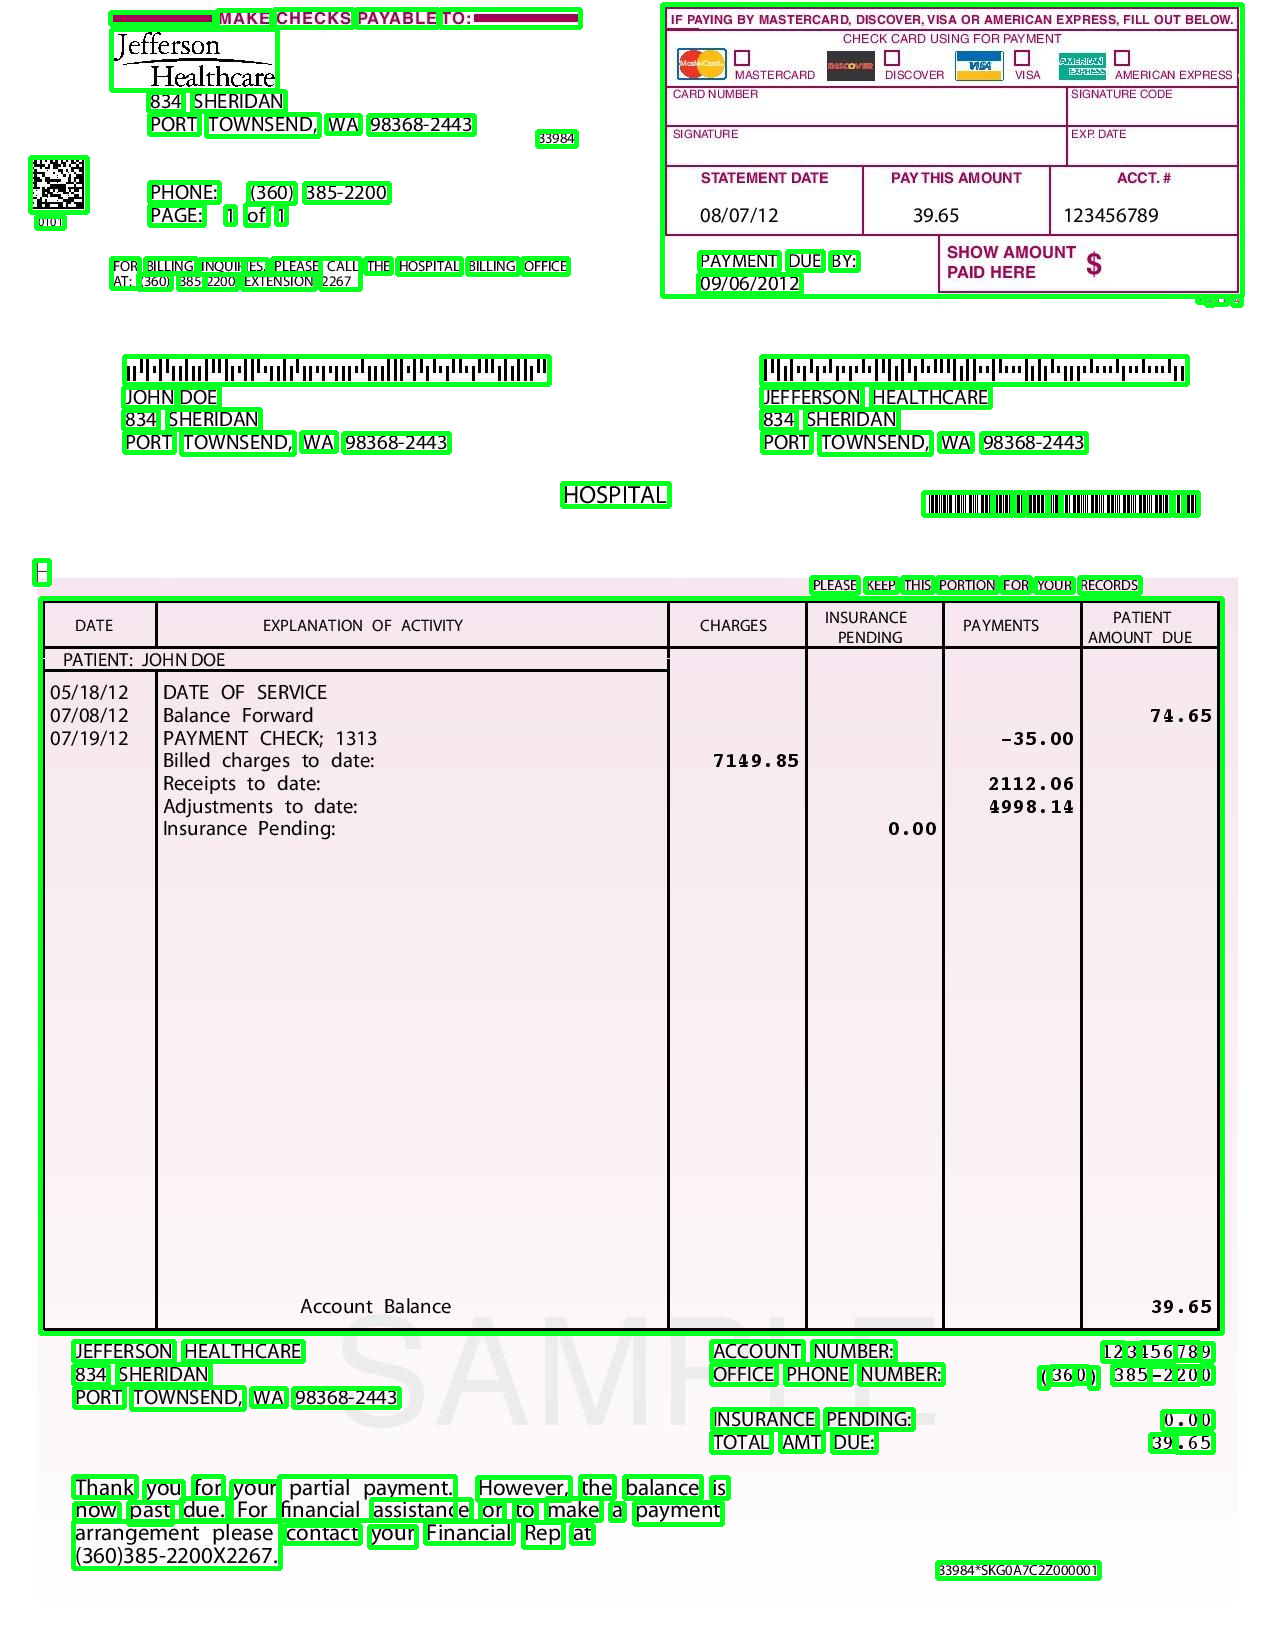 MAKE CHECKS PAYABLE TO:
Jefferson
Healthcare
834 SHERIDAN
PORT TOWNSEND, WA 98368-2443
33984
0101
PHONE: (360) 385-2200
PAGE: 1 of 1
FOR BILLING INQUIRIES, PLEASE CALL THE HOSPITAL BILLING OFFICE
AT: (360) 385 2200 EXTENSION 2267
IF PAYING BY MASTERCARD, DISCOVER, VISA OR AMERICAN EXPRESS, FILL OUT BELOW.
CHECK CARD USING FOR PAYMENT
MasterCard MASTERCARD DISCOVER DISCOVER VISA VISA AMERICAN EXPRESS AMERICAN EXPRESS
CARD NUMBER SIGNATURE CODE
SIGNATURE EXP. DATE
STATEMENT DATE PAY THIS AMOUNT ACCT. #
08/07/12 39.65 123456789
PAYMENT DUE BY:
09/06/2012
SHOW AMOUNT
PAID HERE $
JOHN DOE
834 SHERIDAN
PORT TOWNSEND, WA 98368-2443
JEFFERSON HEALTHCARE
834 SHERIDAN
PORT TOWNSEND, WA 98368-2443
HOSPITAL
PLEASE KEEP THIS PORTION FOR YOUR RECORDS
DATE EXPLANATION OF ACTIVITY CHARGES INSURANCE PENDING PAYMENTS PATIENT AMOUNT DUE
PATIENT: JOHN DOE
05/18/12 DATE OF SERVICE
07/08/12 Balance Forward 74.65
07/19/12 PAYMENT CHECK; 1313 -35.00
Billed charges to date: 7149.85
Receipts to date: 2112.06
Adjustments to date: 4998.14
Insurance Pending: 0.00
Account Balance 39.65
SAMPLE
JEFFERSON HEALTHCARE
834 SHERIDAN
PORT TOWNSEND, WA 98368-2443
ACCOUNT NUMBER: 123456789
OFFICE PHONE NUMBER: (360) 385-2200
INSURANCE PENDING: 0.00
TOTAL AMT DUE: 39.65
Thank you for your partial payment. However, the balance is
now past due. For financial assistance or to make a payment
arrangement please contact your Financial Rep at
(360)385-2200X2267.
33984*SKG0A7C2Z000001